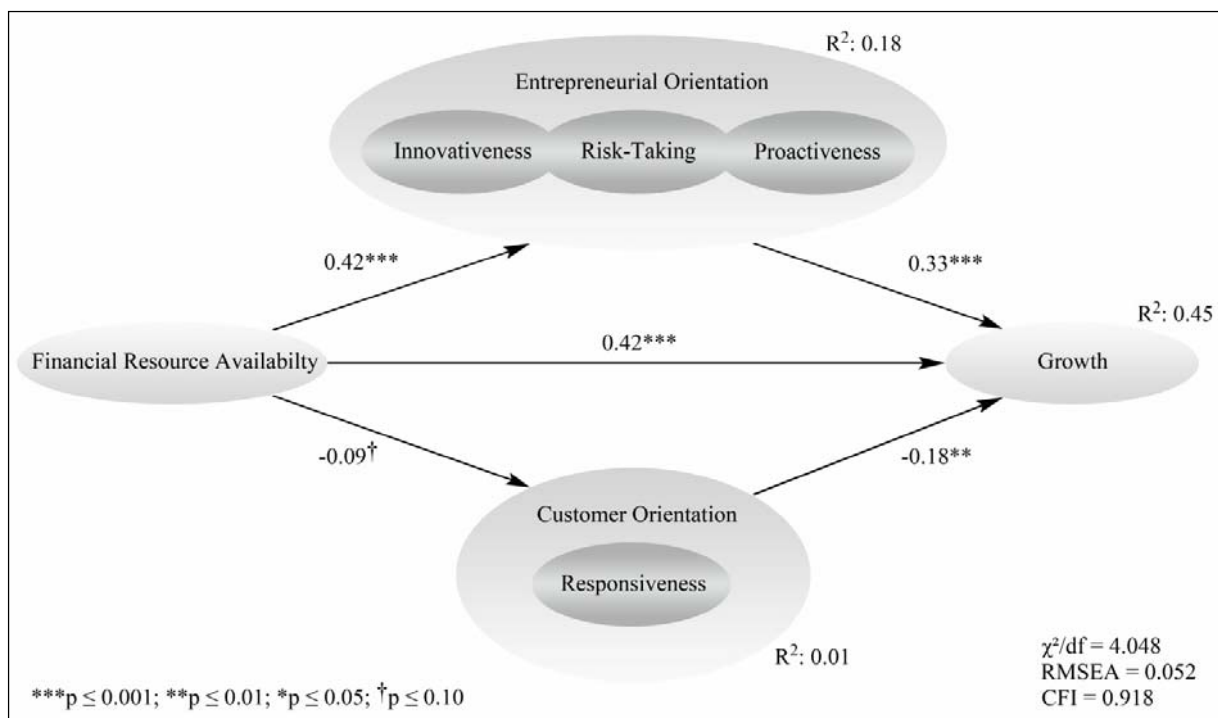 R²: 0.18
Entrepreneurial Orientation
Innovativeness Risk-Taking Proactiveness
0.42***
0.33***
R²: 0.45
Financial Resource Availabilty
0.42***
Growth
-0.09†
-0.18**
Customer Orientation
Responsiveness
R²: 0.01
χ²/df = 4.048
RMSEA = 0.052
CFI = 0.918
***p ≤ 0.001; **p ≤ 0.01; *p ≤ 0.05; †p ≤ 0.10